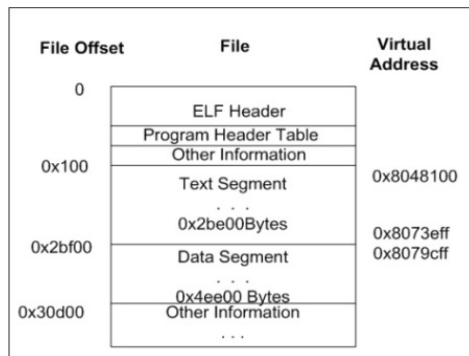 File Offset File Virtual Address
0
ELF Header
Program Header Table
Other Information
0x100
Text Segment 0x8048100
. . .
0x2be00Bytes 0x8073eff
0x2bf00
Data Segment 0x8079cff
. . .
0x4ee00 Bytes
0x30d00 Other Information
. . .